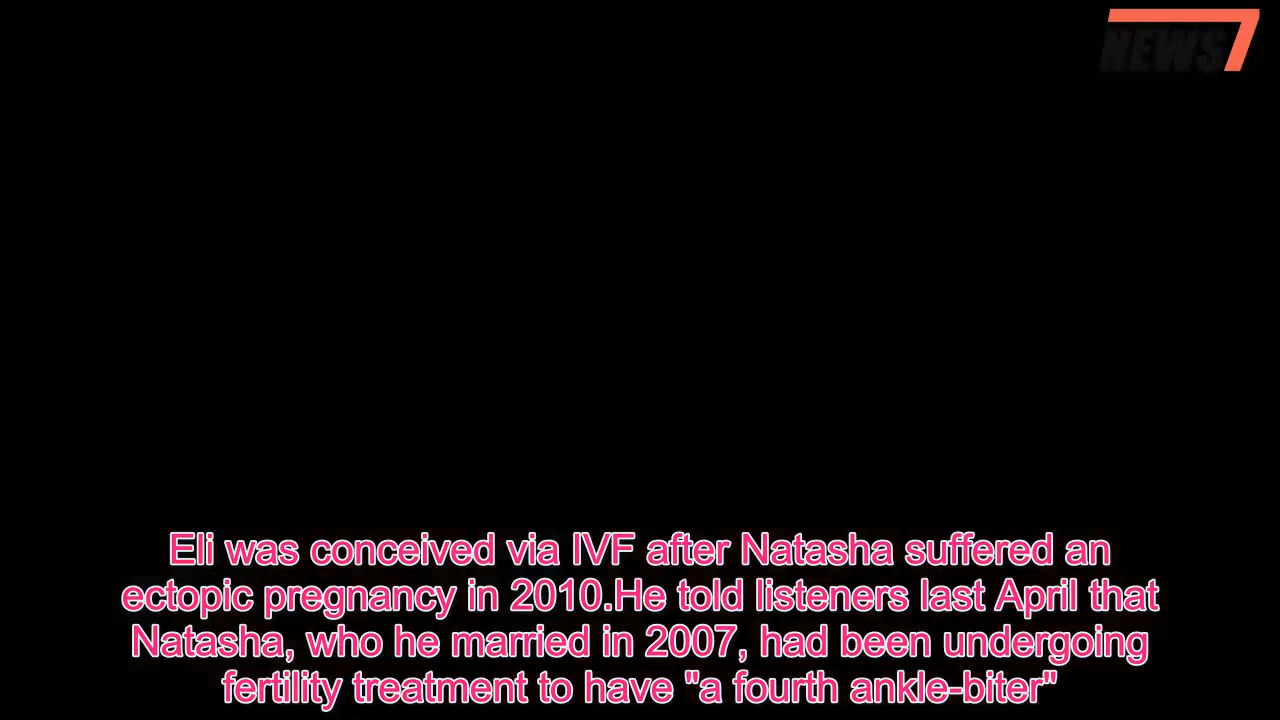 NEWS7
Eli was conceived via IVF after Natasha suffered an
ectopic pregnancy in 2010.He told listeners last April that
Natasha, who he married in 2007, had been undergoing
fertility treatment to have "a fourth ankle-biter"